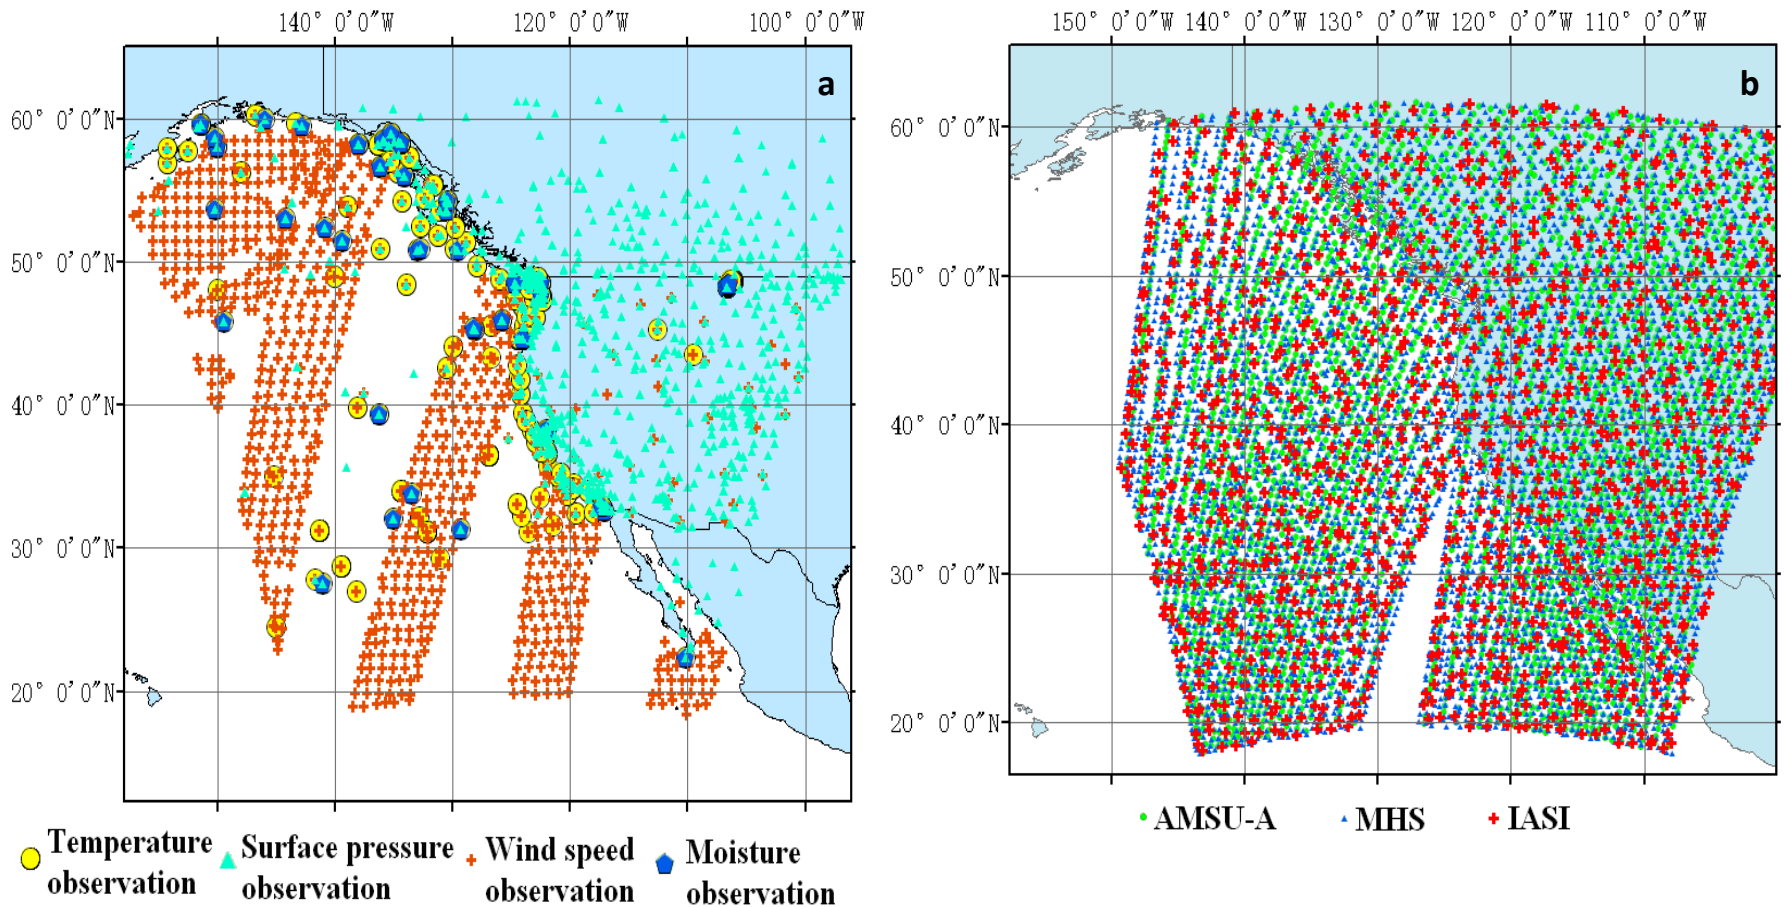 140° 0'0"W 120° 0'0"W 100° 0'0"W
a
60° 0'0"N
50° 0'0"N
40° 0'0"N
30° 0'0"N
20° 0'0"N
Temperature observation
Surface pressure observation
Wind speed observation
Moisture observation
150° 0'0"W 140° 0'0"W 130° 0'0"W 120° 0'0"W 110° 0'0"W
b
60° 0'0"N
50° 0'0"N
40° 0'0"N
30° 0'0"N
20° 0'0"N
AMSU-A MHS IASI